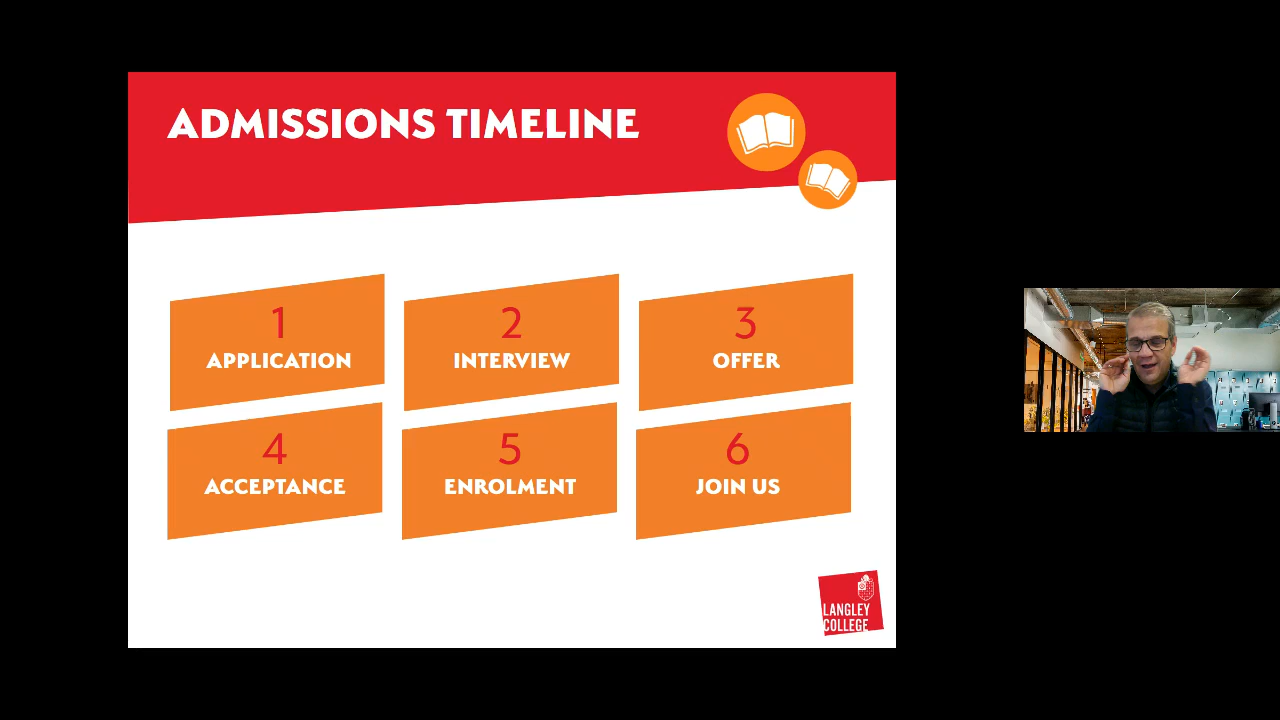 ADMISSIONS TIMELINE
1
APPLICATION
2
INTERVIEW
3
OFFER
4
ACCEPTANCE
5
ENROLMENT
6
JOIN US
LANGLEY
COLLEGE